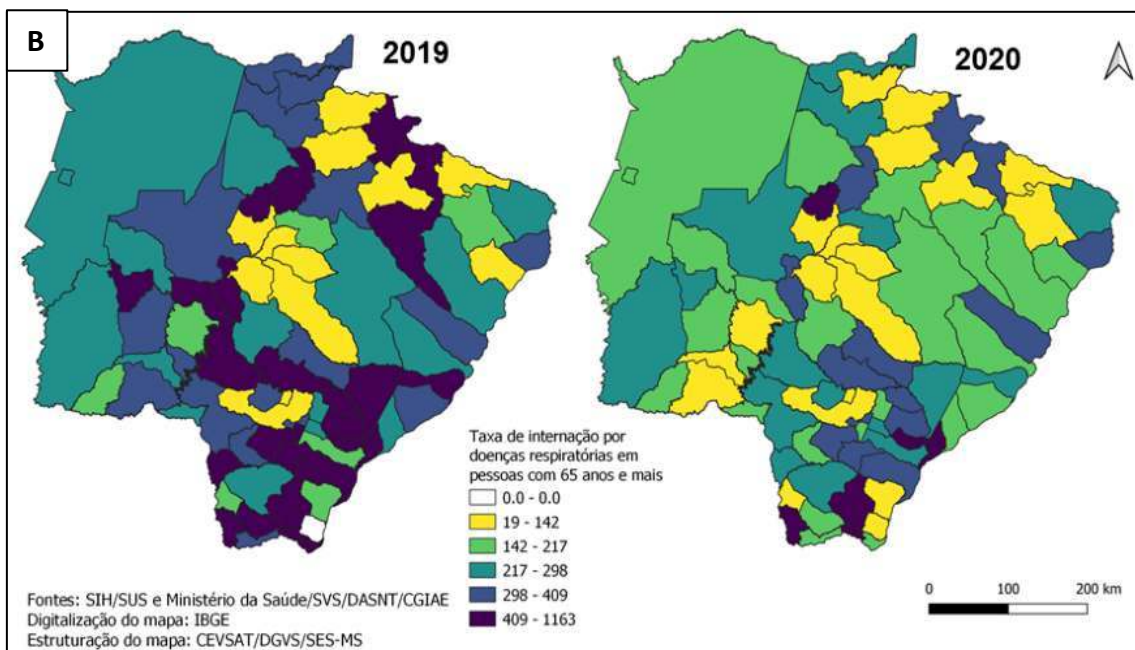 B
2019
2020
Taxa de internação por
doenças respiratórias em
pessoas com 65 anos e mais
0.0 - 0.0
19 - 142
142 - 217
217 - 298
298 - 409
409 - 1163
Fontes: SIH/SUS e Ministério da Saúde/SVS/DASNT/CGIAE
Digitalização do mapa: IBGE
Estruturação do mapa: CEVSAT/DGVS/SES-MS
0 100 200 km